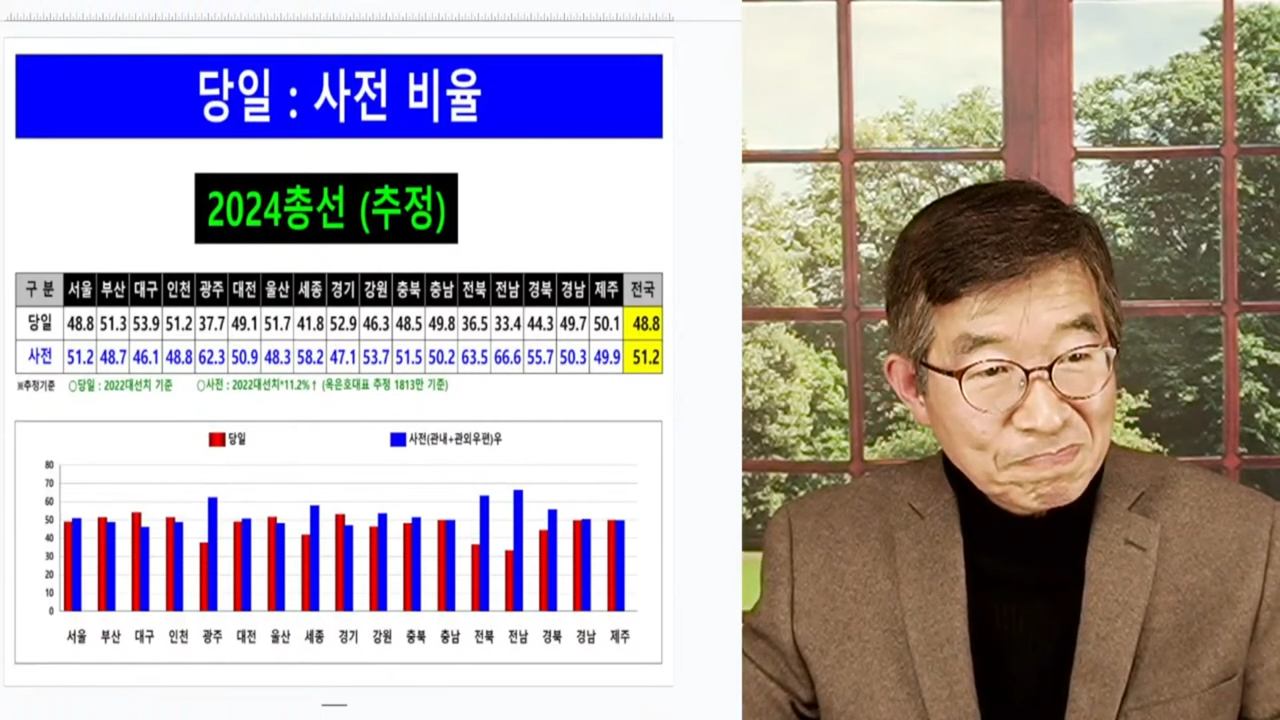 당일 : 사전 비율
2024총선 (추정)
구 분 서울 부산 대구 인천 광주 대전 울산 세종 경기 강원 충북 충남 전북 전남 경북 경남 제주 전국
당일 48.8 51.3 53.9 51.2 37.7 49.1 51.7 41.8 52.9 46.3 48.5 49.8 36.5 33.4 44.3 49.7 50.1 48.8
사전 51.2 48.7 46.1 48.8 62.3 50.9 48.3 58.2 47.1 53.7 51.5 50.2 63.5 66.6 55.7 50.3 49.9 51.2
※추정기준 ○당일 : 2022대선치 기준 ○사전 : 2022대선치*11.2%↑ (옥은호대표 추정 1813만 기준)
당일 사전(관내+관외우편)우
80
70
60
50
40
30
20
10
0
서울 부산 대구 인천 광주 대전 울산 세종 경기 강원 충북 충남 전북 전남 경북 경남 제주